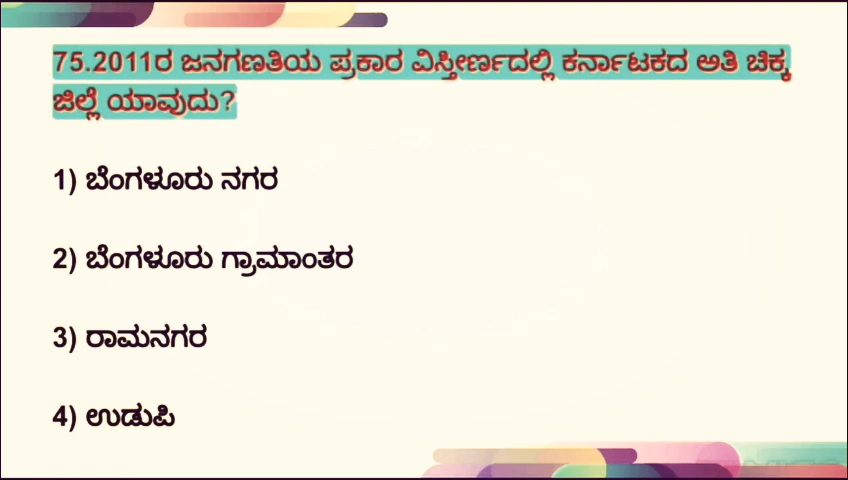 75.2011ರ ಜನಗಣತಿಯ ಪ್ರಕಾರ ವಿಸ್ತೀರ್ಣದಲ್ಲಿ ಕರ್ನಾಟಕದ ಅತಿ ಚಿಕ್ಕ
ಜಿಲ್ಲೆ ಯಾವುದು?
1) ಬೆಂಗಳೂರು ನಗರ
2) ಬೆಂಗಳೂರು ಗ್ರಾಮಾಂತರ
3) ರಾಮನಗರ
4) ಉಡುಪಿ